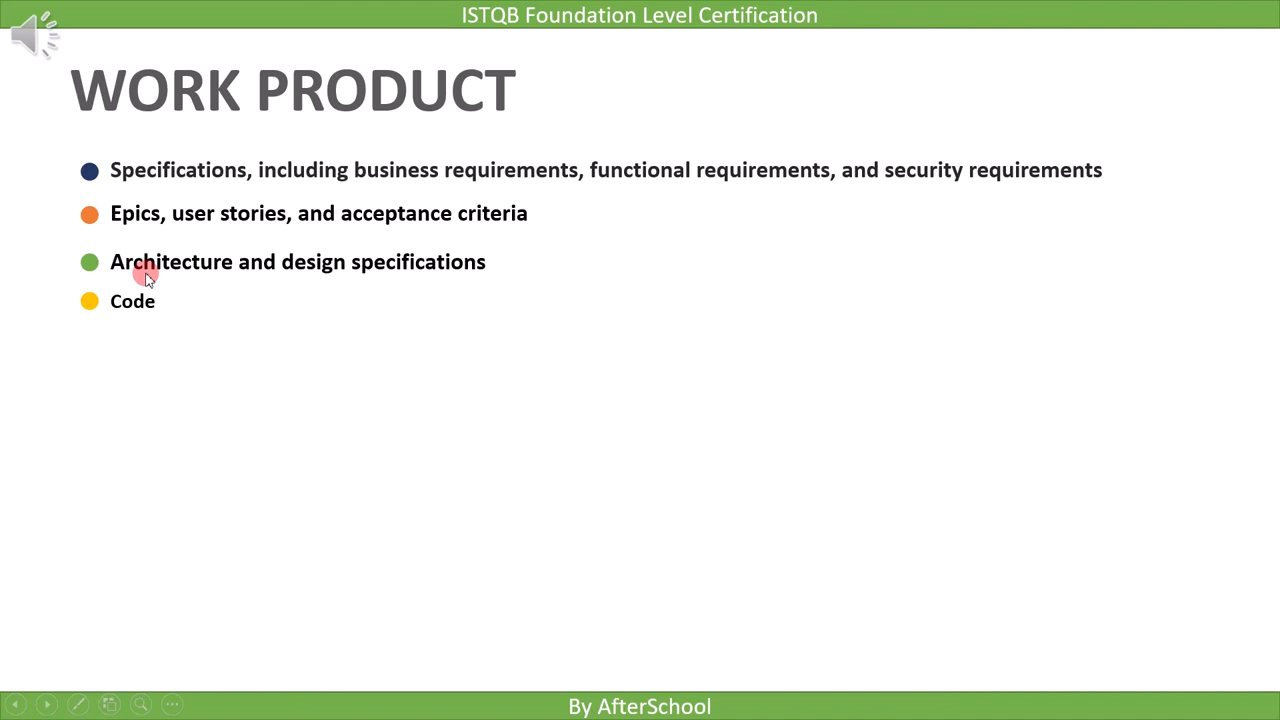 ISTQB Foundation Level Certification
WORK PRODUCT
Specifications, including business requirements, functional requirements, and security requirements
Epics, user stories, and acceptance criteria
Architecture and design specifications
Code
By AfterSchool